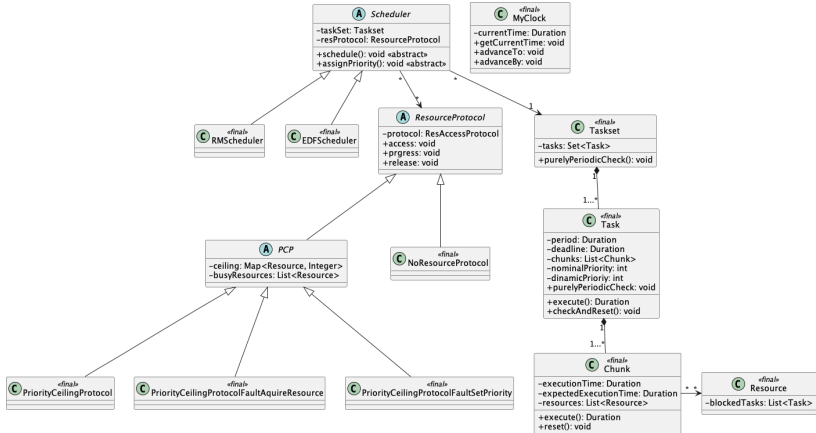 A Scheduler
-taskSet: Taskset
-resProtocol: ResourceProtocol
+schedule(): void «abstract»
+assignPriority(): void «abstract»
«final»
C MyClock
-currentTime: Duration
+getCurrentTime: void
+advanceTo: void
+advanceBy: void
* * * 1
«final»
C RMScheduler
«final»
C EDFScheduler
A ResourceProtocol
-protocol: ResAccessProtocol
+access: void
+prgress: void
+release: void
«final»
C Taskset
-tasks: Set<Task>
+purelyPeriodicCheck(): void
1
1...*
A PCP
-ceiling: Map<Resource, Integer>
-busyResources: List<Resource>
«final»
C NoResourceProtocol
«final»
C Task
-period: Duration
-deadline: Duration
-chunks: List<Chunk>
-nominalPriority: int
-dinamicPrioriy: int
+purelyPeriodicCheck: void
+execute(): Duration
+checkAndReset(): void
1
1...*
«final»
C PriorityCeilingProtocol
«final»
C PriorityCeilingProtocolFaultAquireResource
«final»
C PriorityCeilingProtocolFaultSetPriority
«final»
C Chunk
-executionTime: Duration
-expectedExecutionTime: Duration
-resources: List<Resource>
+execute(): Duration
+reset(): void
* *
«final»
C Resource
-blockedTasks: List<Task>